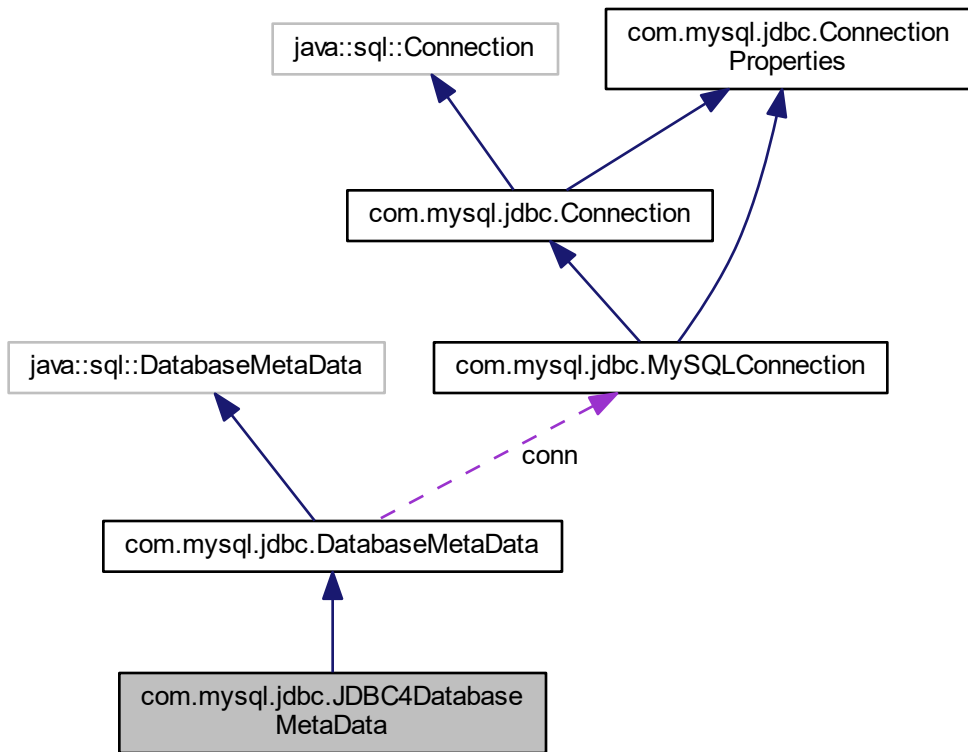 java::sql::Connection
com.mysql.jdbc.Connection
Properties
com.mysql.jdbc.Connection
java::sql::DatabaseMetaData
com.mysql.jdbc.MySQLConnection
conn
com.mysql.jdbc.DatabaseMetaData
com.mysql.jdbc.JDBC4Database
MetaData